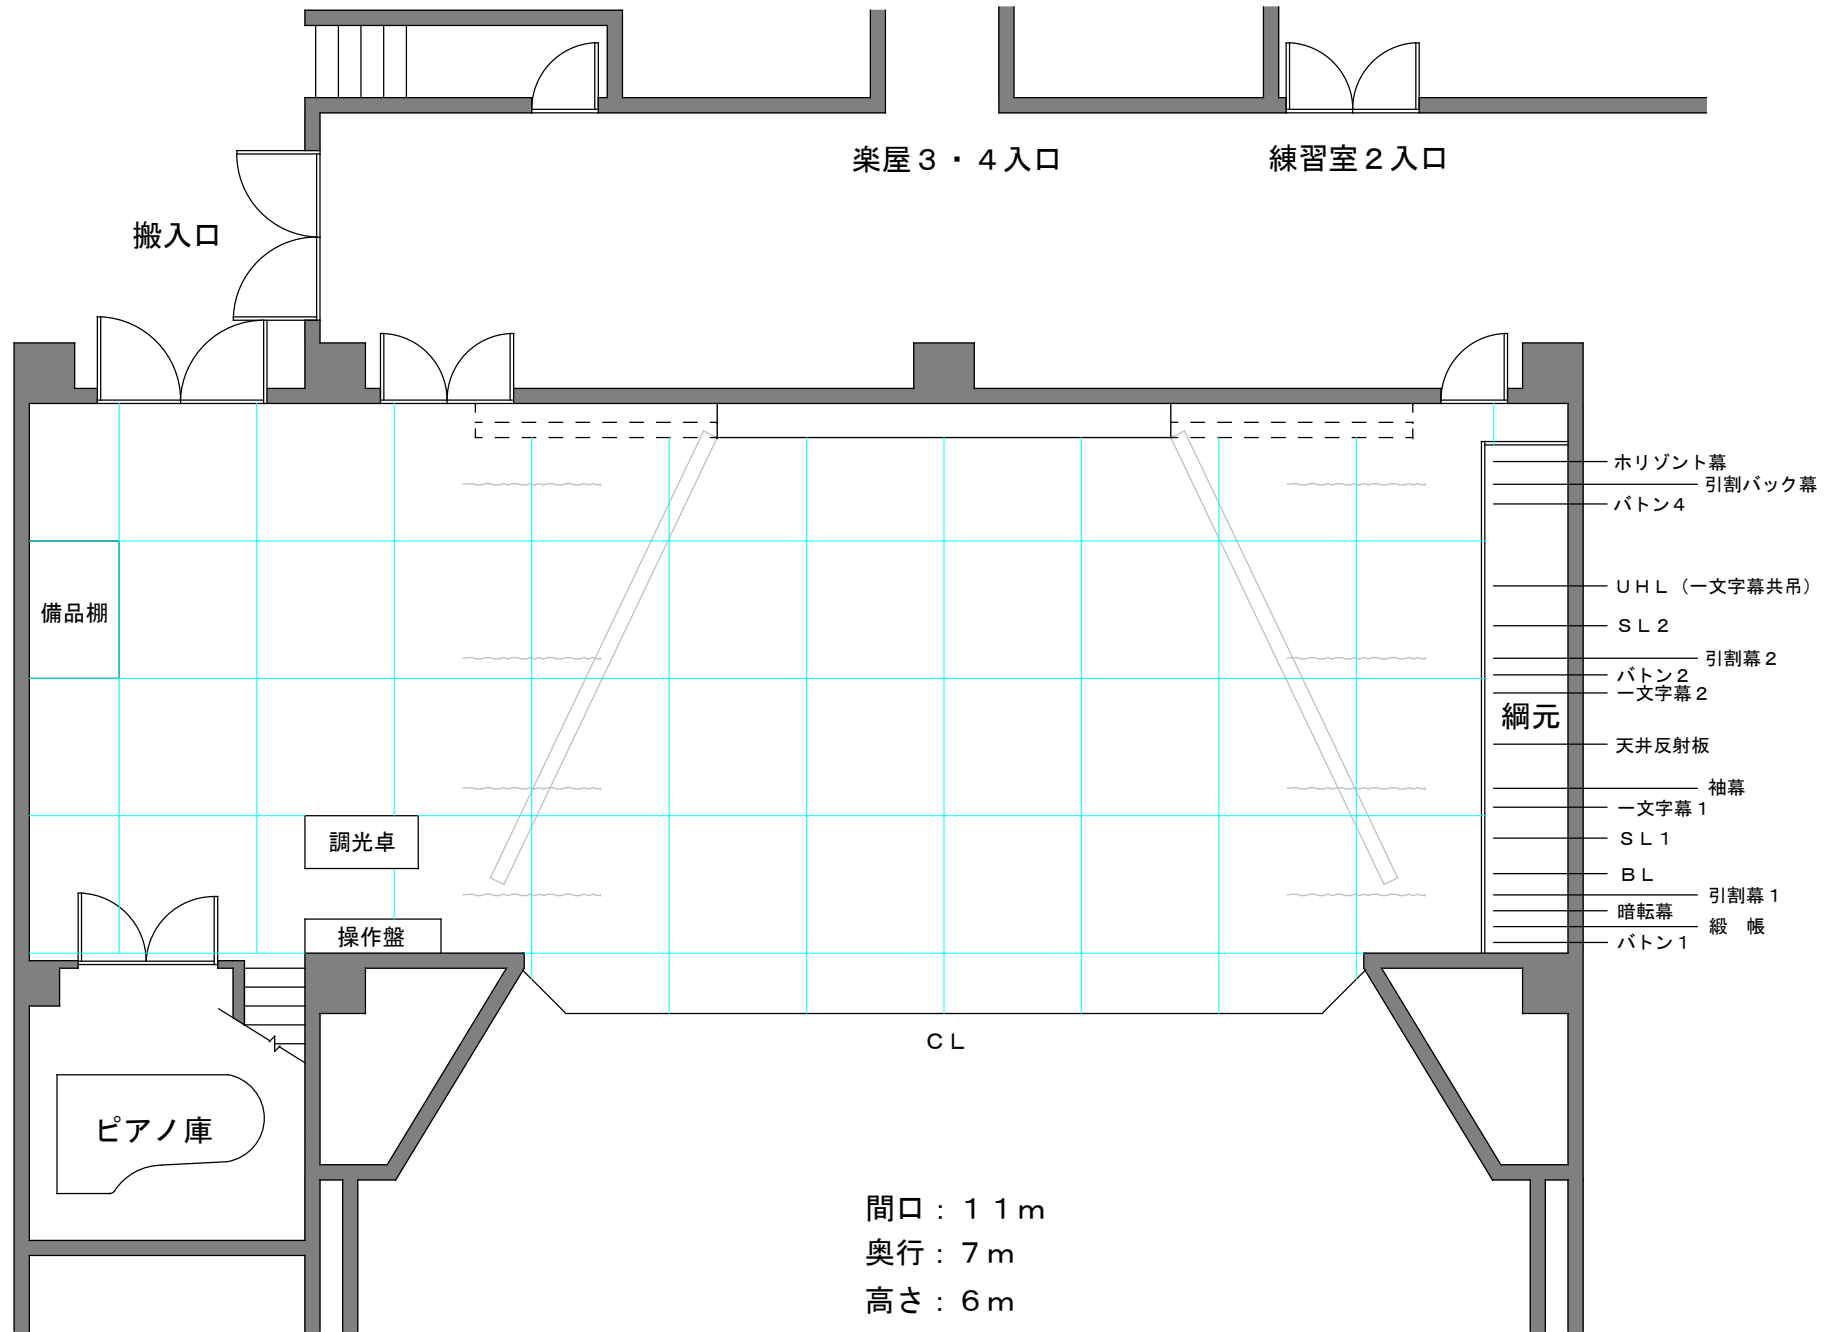 楽屋３・４入口
練習室２入口
搬入口
ホリゾント幕
引割バック幕
バトン４
ＵＨＬ（一文字幕共吊）
備品棚
ＳＬ２
引割幕２
バトン２
一文字幕２
綱元
天井反射板
袖幕
一文字幕１
調光卓
ＳＬ１
ＢＬ
引割幕１
暗転幕
緞　帳
操作盤
バトン１
ＣＬ
ピアノ庫
間口：１１ｍ
奥行：７ｍ
高さ：６ｍ